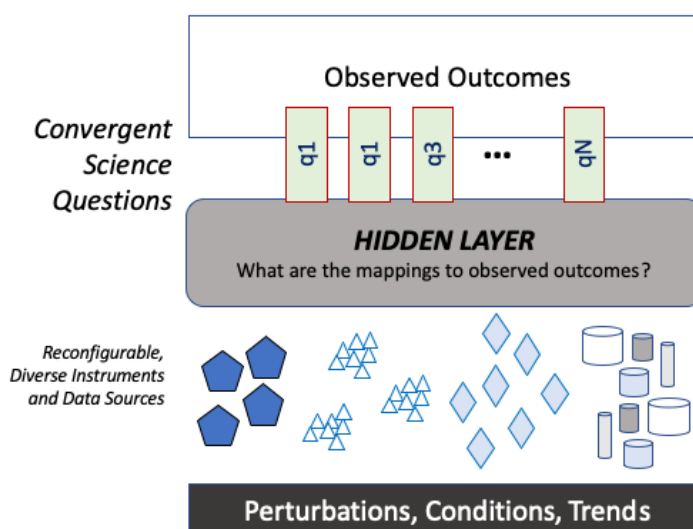 Observed Outcomes
Convergent
Science
Questions
q1
q1
q3
...
qN
HIDDEN LAYER
What are the mappings to observed outcomes?
Reconfigurable,
Diverse Instruments
and Data Sources
Perturbations, Conditions, Trends